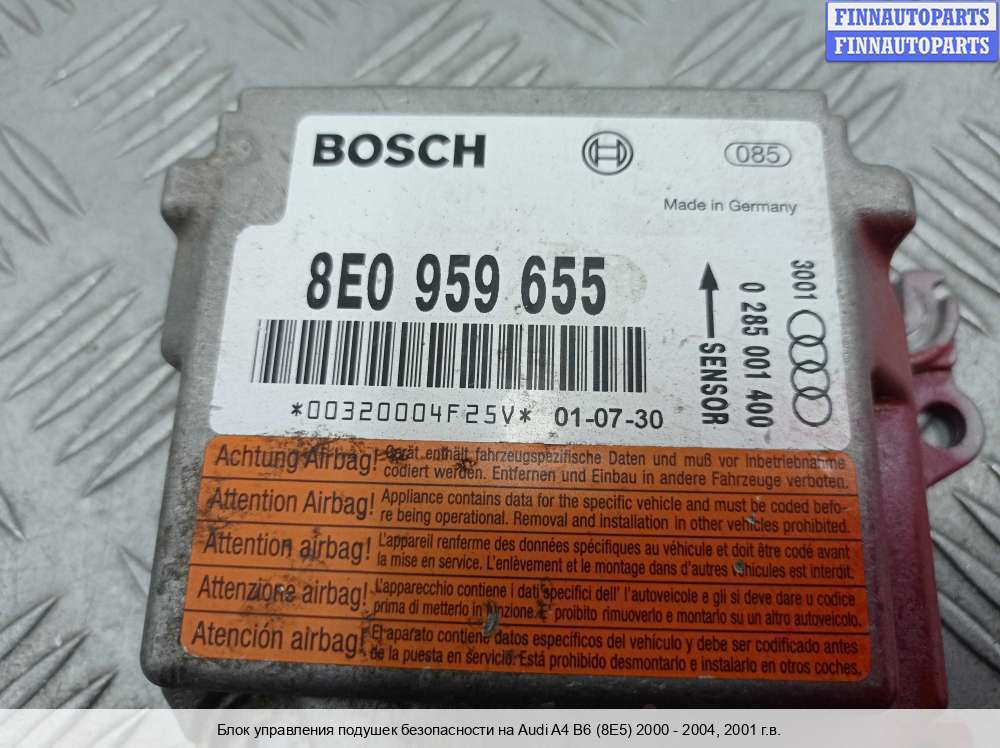 FINNAUTOPARTS
FINNAUTOPARTS
BOSCH
085
Made in Germany
8E0 959 655
3001
0 285 001 400
SENSOR
*00320004F25V* 01-07-30
Achtung Airbag! Gerät enthält fahrzeugspezifische Daten und muß vor Inbetriebnahme
codiert werden. Entfernen und Einbau in andere Fahrzeuge verboten.
Attention Airbag! Appliance contains data for the specific vehicle and must be coded befo-
re being operational. Removal and installation in other vehicles prohibited.
Attention airbag! L'appareil renferme des données spécifiques au véhicule et doit être codé avant
la mise en service. L'enlèvement et le montage dans d'autres véhicules est interdit.
Attenzione airbag! L'apparecchio contiene i dati specifici dell' l'autoveicole e gli si deve dare u codice
prima di metterlo in funzione. E' proibito rimuoverlo e montarlo su un altro autoveicolo.
Atención airbag! El aparato contiene datos específicos del vehículo y debe ser codificado antes
de la puesta en servicio. Está prohibido desmontarlo e instalarlo en otros coches.
Блок управления подушек безопасности на Audi A4 B6 (8E5) 2000 - 2004, 2001 г.в.